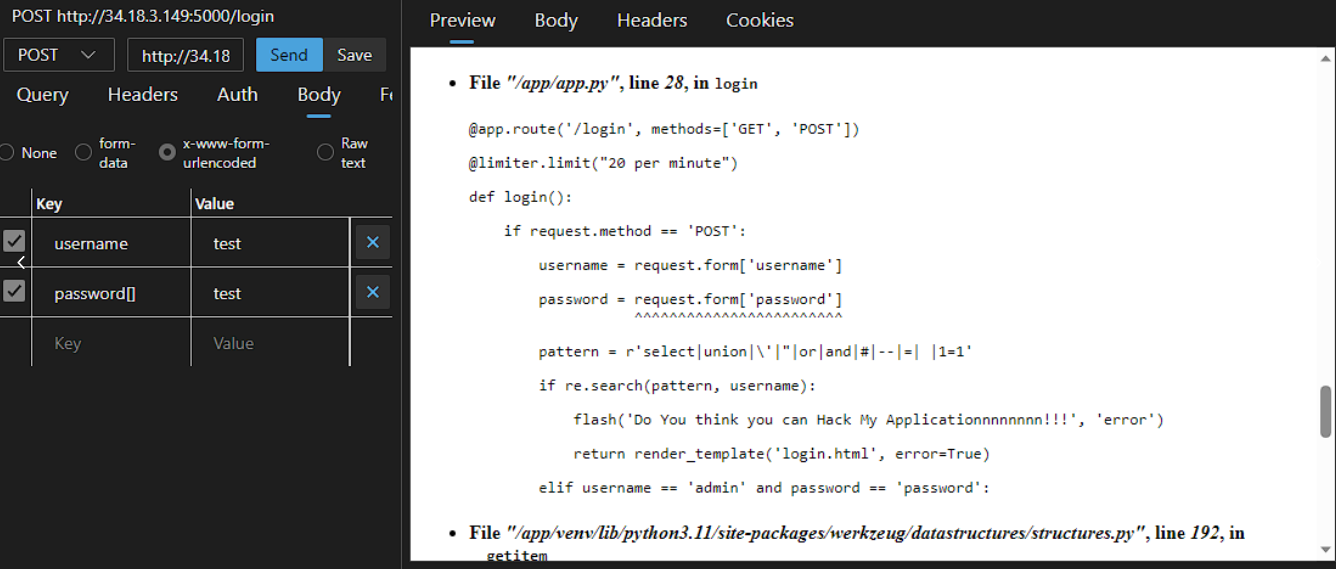 POST http://34.18.3.149:5000/login
POST
http://34.18
Send
Save
Query Headers Auth Body
None
form-data
x-www-form-urlencoded
Raw text
Key Value
username test
password[] test
Key Value
Preview Body Headers Cookies
• File "/app/app.py", line 28, in login
@app.route('/login', methods=['GET', 'POST'])
@limiter.limit("20 per minute")
def login():
if request.method == 'POST':
username = request.form['username']
password = request.form['password']
^^^^^^^^^^^^^^^^^^^^^^^^
pattern = r'select|union|\'|"|or|and|#|--|=| |1=1'
if re.search(pattern, username):
flash('Do You think you can Hack My Applicationnnnnnnn!!!', 'error')
return render_template('login.html', error=True)
elif username == 'admin' and password == 'password':
• File "/app/venv/lib/python3.11/site-packages/werkzeug/datastructures/structures.py", line 192, in
getitem